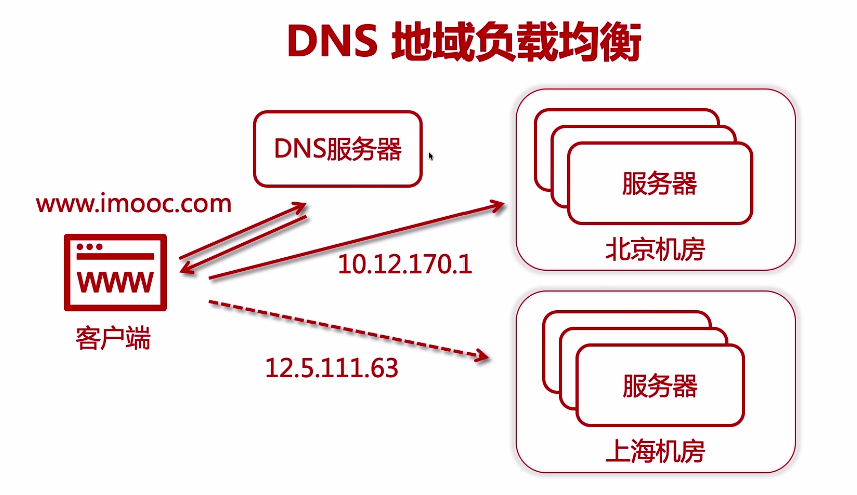 DNS 地域负载均衡
DNS服务器
www.imooc.com
WWW
客户端
10.12.170.1
12.5.111.63
服务器
北京机房
服务器
上海机房